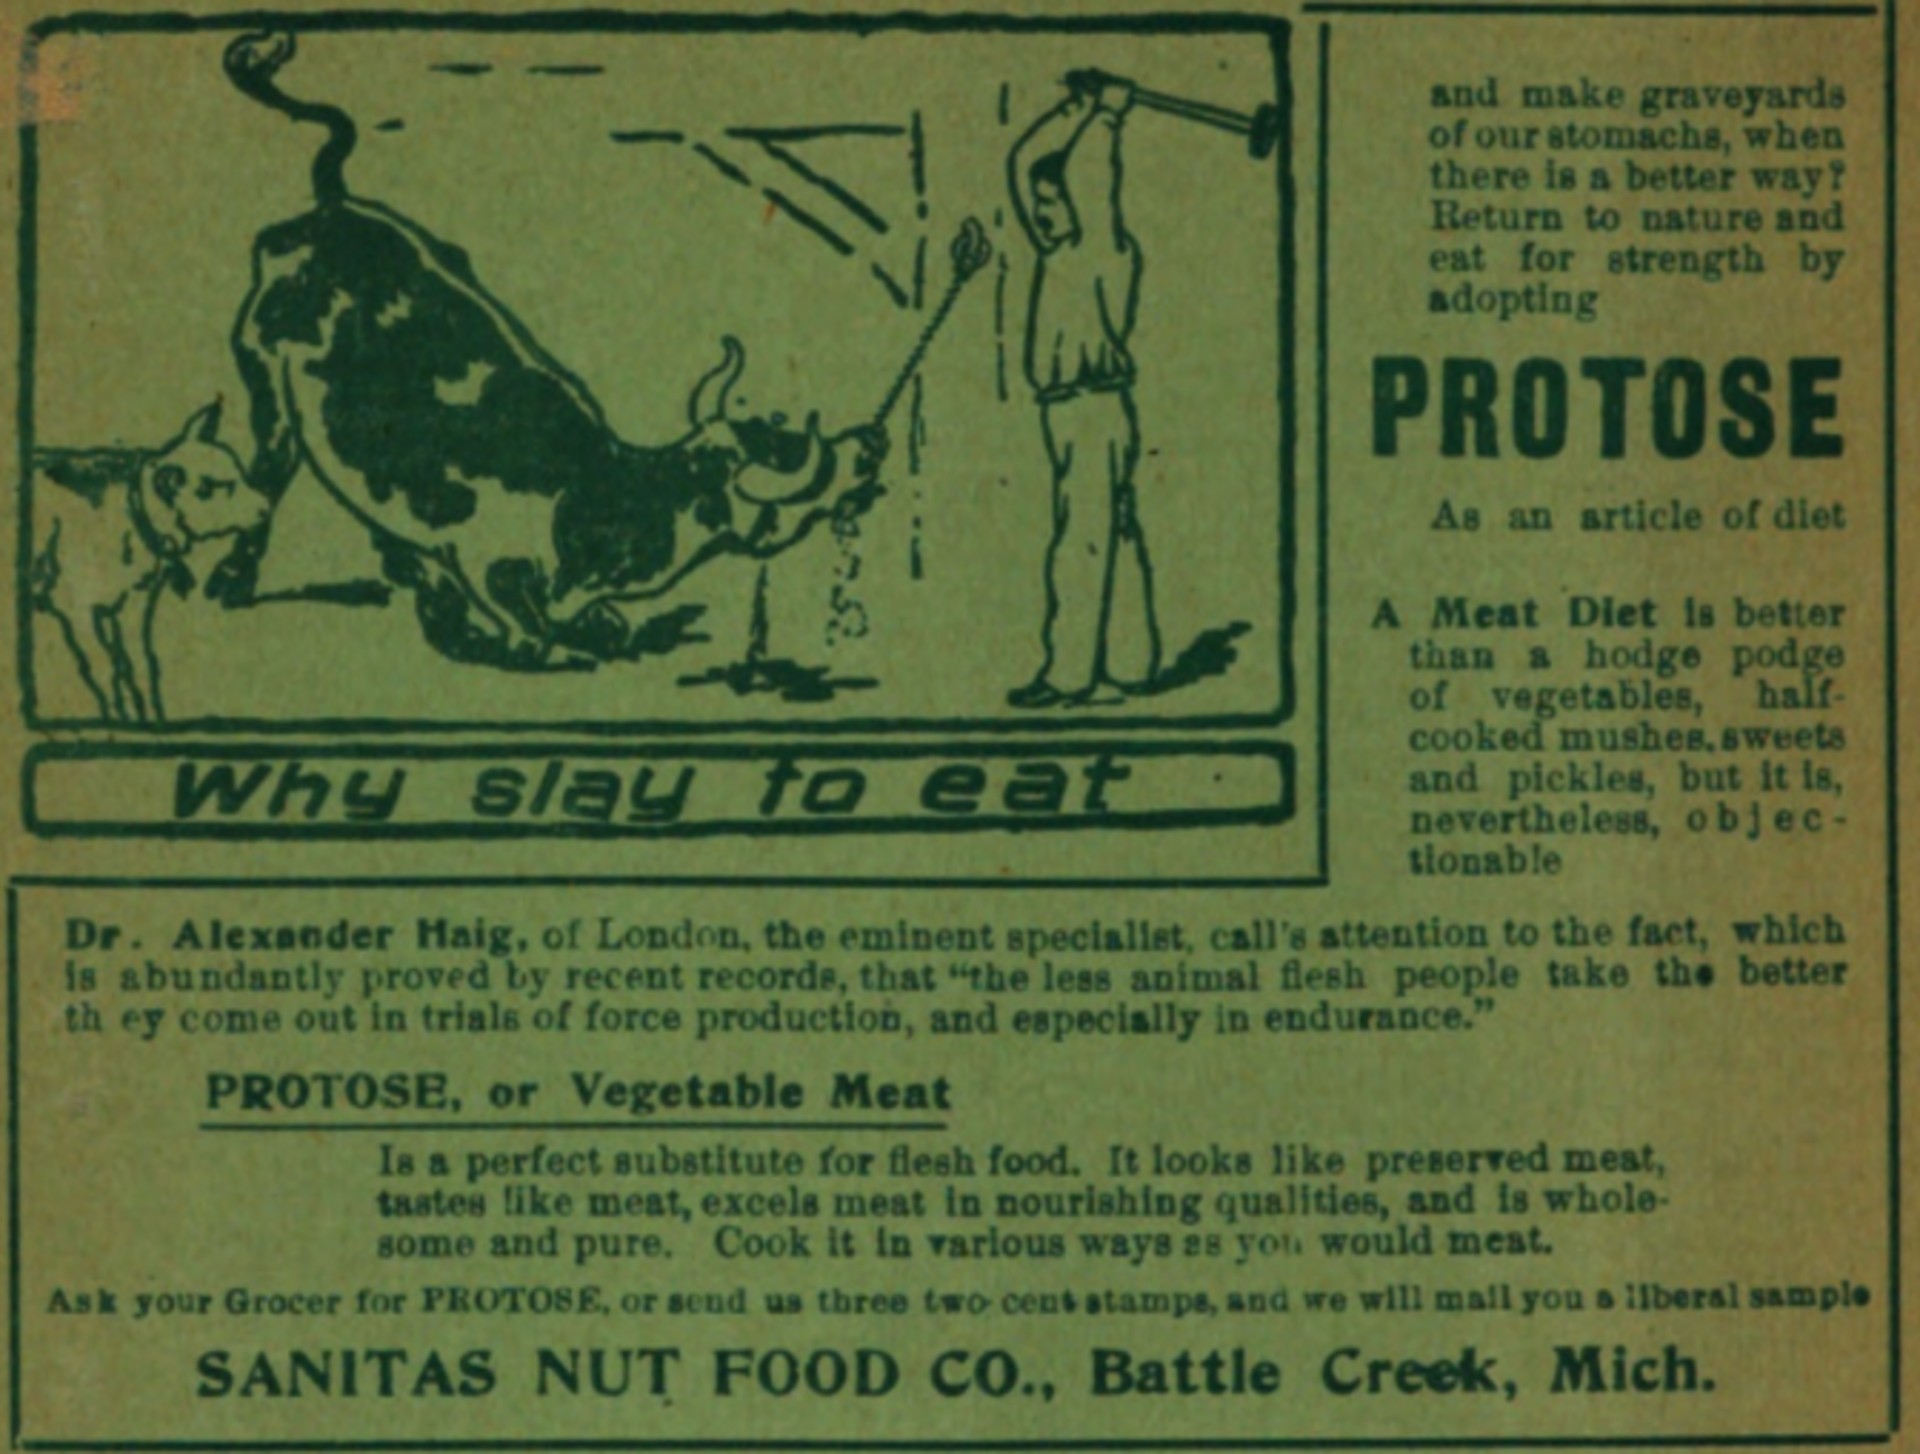 Why slay to eat
and make graveyards
of our stomachs, when
there is a better way?
Return to nature and
eat for strength by
adopting
PROTOSE
As an article of diet
A Meat Diet is better
than a hodge podge
of vegetables, half-
cooked mushes, sweets
and pickles, but it is,
nevertheless, objec-
tionable
Dr. Alexander Haig, of London, the eminent specialist, call's attention to the fact, which
is abundantly proved by recent records, that "the less animal flesh people take the better
th ey come out in trials of force production, and especially in endurance."
PROTOSE, or Vegetable Meat
Is a perfect substitute for flesh food. It looks like preserved meat,
tastes like meat, excels meat in nourishing qualities, and is whole-
some and pure. Cook it in various ways as you would meat.
Ask your Grocer for PROTOSE, or send us three two-cent stamps, and we will mail you a liberal sample
SANITAS NUT FOOD CO., Battle Creek, Mich.